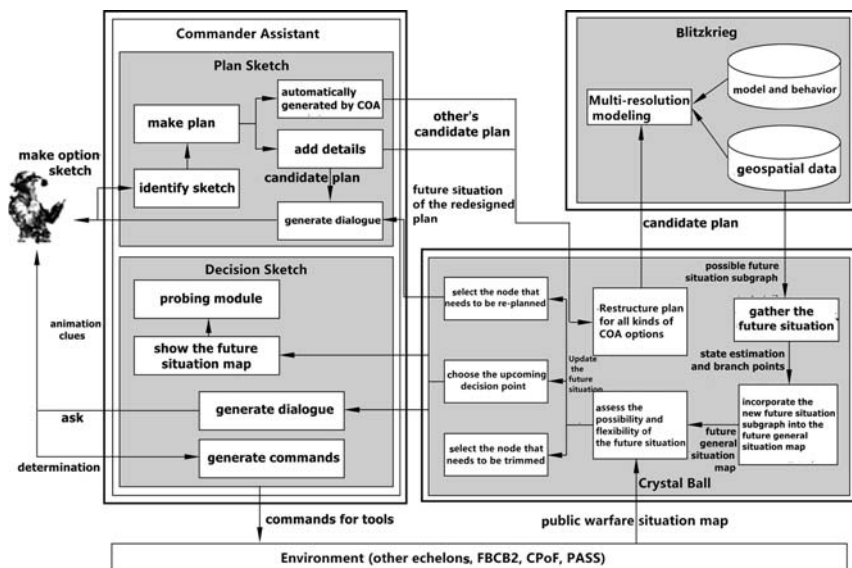 Commander Assistant
Plan Sketch
automatically
generated by COA
make plan
add details
candidate plan
identify sketch
generate dialogue
make option
sketch
other's
candidate plan
future situation
of the redesigned
plan
Decision Sketch
probing module
show the future
situation map
generate dialogue
generate commands
animation
clues
ask
determination
commands for tools
Blitzkrieg
model and behavior
Multi-resolution
modeling
geospatial data
candidate plan
possible future
situation subgraph
select the node that
needs to be re-planned
Restructure plan
for all kinds of
COA options
gather the
future situation
Update
the
future
situation
state estimation
and branch points
choose the upcoming
decision point
assess the
possibility and
flexibility of
the future situation
future
general
situation
map
incorporate the
new future situation
subgraph into the
future general
situation map
select the node that
needs to be trimmed
Crystal Ball
public warfare situation map
Environment (other echelons, FBCB2, CPoF, PASS)